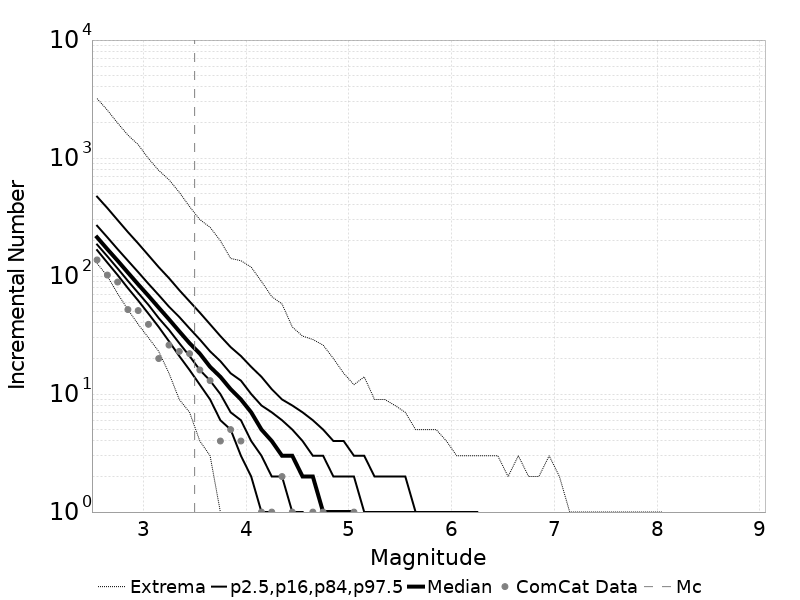 10^4
10^3
10^2
10^1
10^0
Incremental Number
3 4 5 6 7 8 9
Magnitude
Extrema p2.5,p16,p84,p97.5 Median ComCat Data Mc